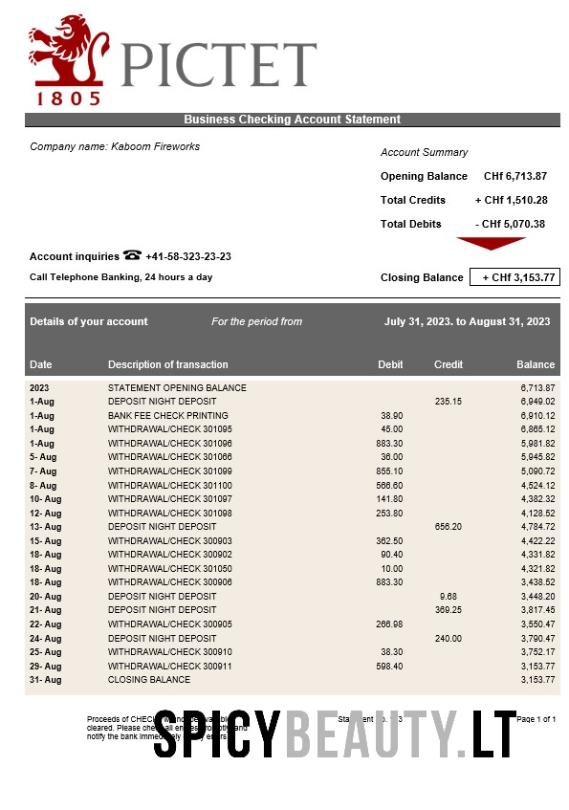 PICTET
1805
Business Checking Account Statement
Company name: Kaboom Fireworks
Account Summary
Opening Balance CHf 6,713.87
Total Credits + CHf 1,510.28
Total Debits - CHf 5,070.38
Account inquiries ☎ +41-58-323-23-23
Call Telephone Banking, 24 hours a day
Closing Balance + CHf 3,153.77
Details of your account For the period from July 31, 2023. to August 31, 2023
Date Description of transaction Debit Credit Balance
2023 STATEMENT OPENING BALANCE 6,713.87
1-Aug DEPOSIT NIGHT DEPOSIT 235.15 6,949.02
1-Aug BANK FEE CHECK PRINTING 38.90 6,910.12
1-Aug WITHDRAWAL/CHECK 301095 45.00 6,865.12
1-Aug WITHDRAWAL/CHECK 301096 883.30 5,981.82
5- Aug WITHDRAWAL/CHECK 301066 36.00 5,945.82
7- Aug WITHDRAWAL/CHECK 301099 855.10 5,090.72
8- Aug WITHDRAWAL/CHECK 301100 566.60 4,524.12
10- Aug WITHDRAWAL/CHECK 301097 141.80 4,382.32
12- Aug WITHDRAWAL/CHECK 301098 253.80 4,128.52
13- Aug DEPOSIT NIGHT DEPOSIT 656.20 4,784.72
15- Aug WITHDRAWAL/CHECK 300903 362.50 4,422.22
18- Aug WITHDRAWAL/CHECK 300902 90.40 4,331.82
18- Aug WITHDRAWAL/CHECK 301050 10.00 4,321.82
18- Aug WITHDRAWAL/CHECK 300906 883.30 3,438.52
20- Aug DEPOSIT NIGHT DEPOSIT 9.68 3,448.20
21- Aug DEPOSIT NIGHT DEPOSIT 369.25 3,817.45
22- Aug WITHDRAWAL/CHECK 300905 266.98 3,550.47
24- Aug DEPOSIT NIGHT DEPOSIT 240.00 3,790.47
25- Aug WITHDRAWAL/CHECK 300910 38.30 3,752.17
29- Aug WITHDRAWAL/CHECK 300911 598.40 3,153.77
31- Aug CLOSING BALANCE 3,153.77
Proceeds of Page 1 of 1
cleared. Please
notify the bank
SPICYBEAUTY.LT